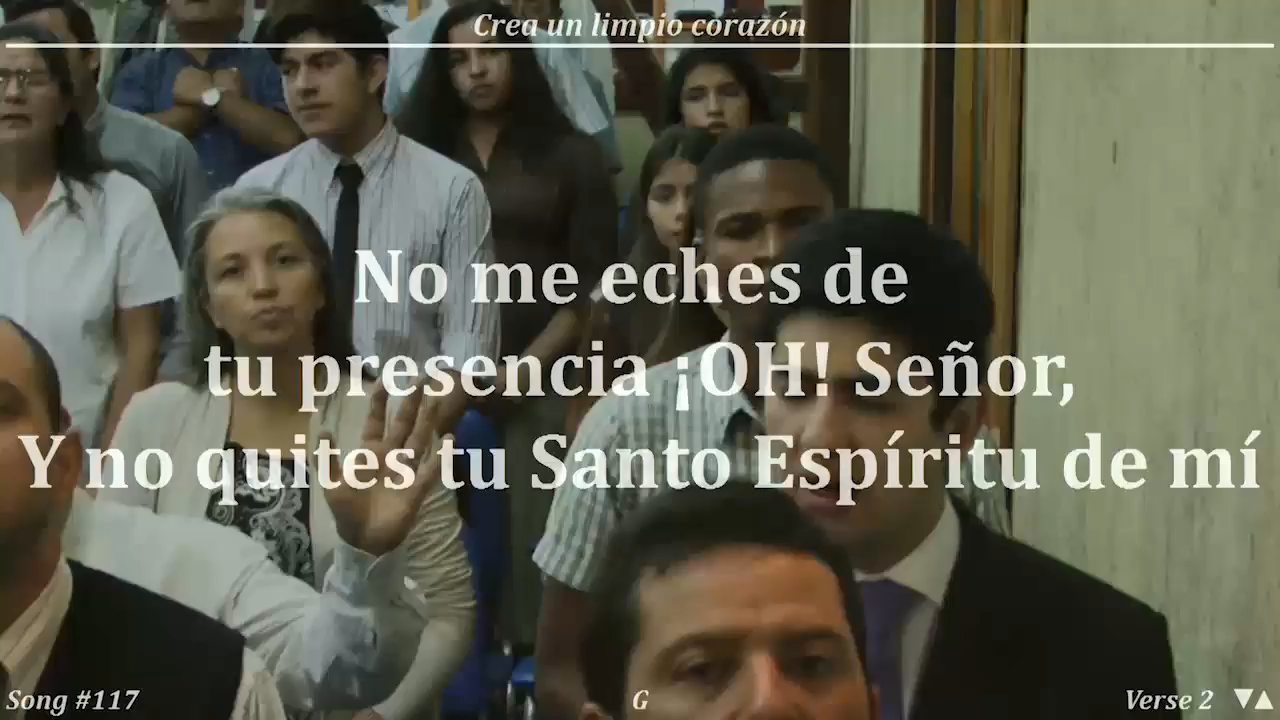 Crea un limpio corazón
No me eches de
tu presencia ¡OH! Señor,
Y no quites tu Santo Espíritu de mí
Song #117
G
Verse 2 ▼▲